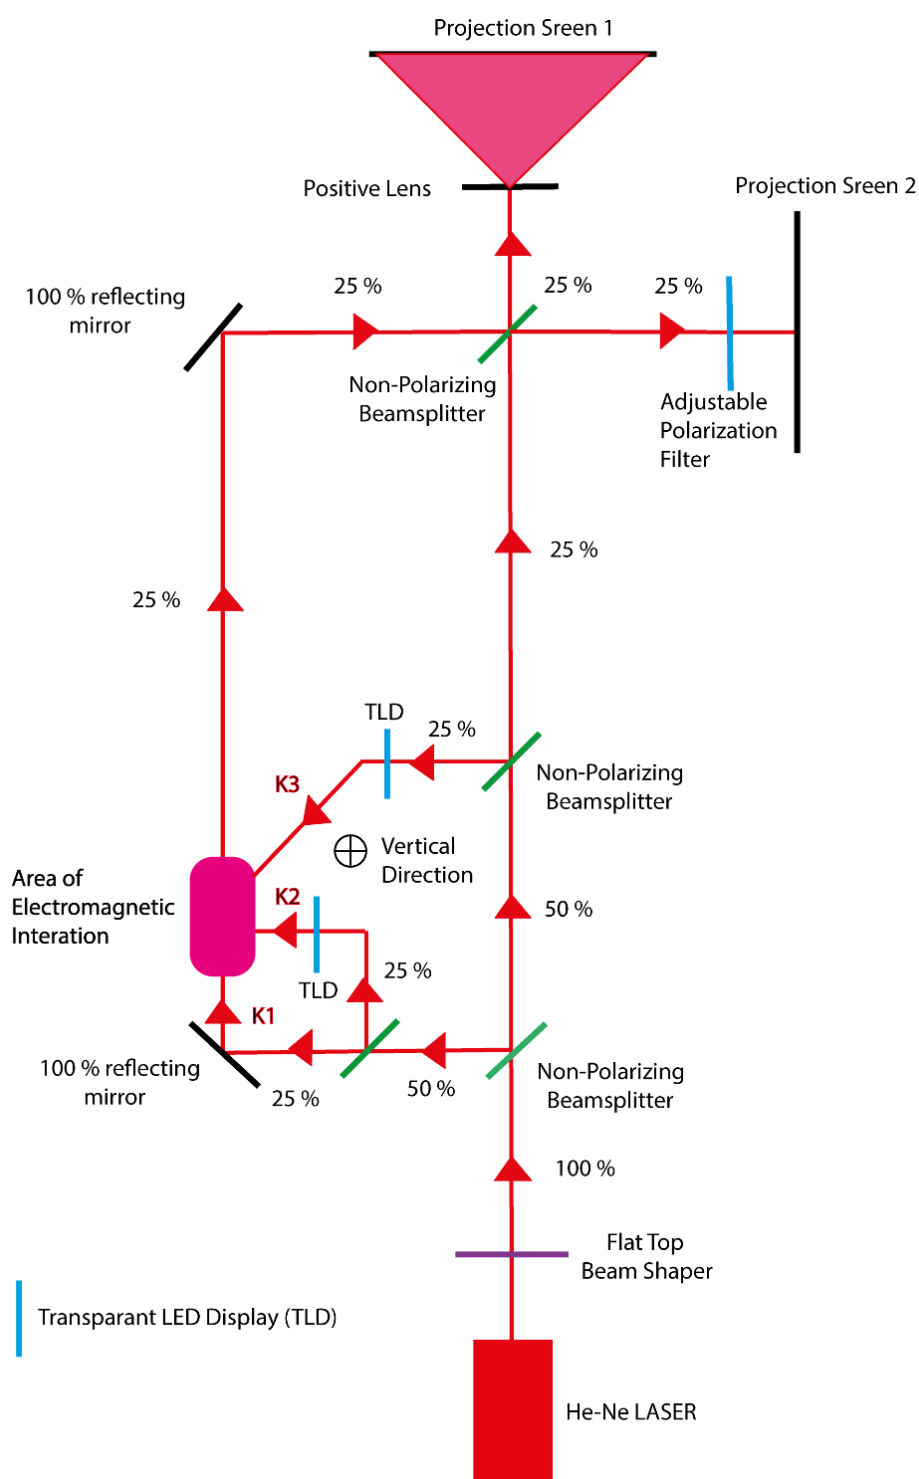 Projection Sreen 1
Positive Lens
Projection Sreen 2
100 % reflecting
mirror
25 %
25 %
25 %
Non-Polarizing
Beamsplitter
Adjustable
Polarization
Filter
25 %
25 %
TLD
25 %
K3
Non-Polarizing
Beamsplitter
Vertical
Direction
Area of
Electromagnetic
Interation
K2
50 %
25 %
TLD
K1
100 % reflecting
mirror
25 %
50 %
Non-Polarizing
Beamsplitter
100 %
Flat Top
Beam Shaper
Transparant LED Display (TLD)
He-Ne LASER